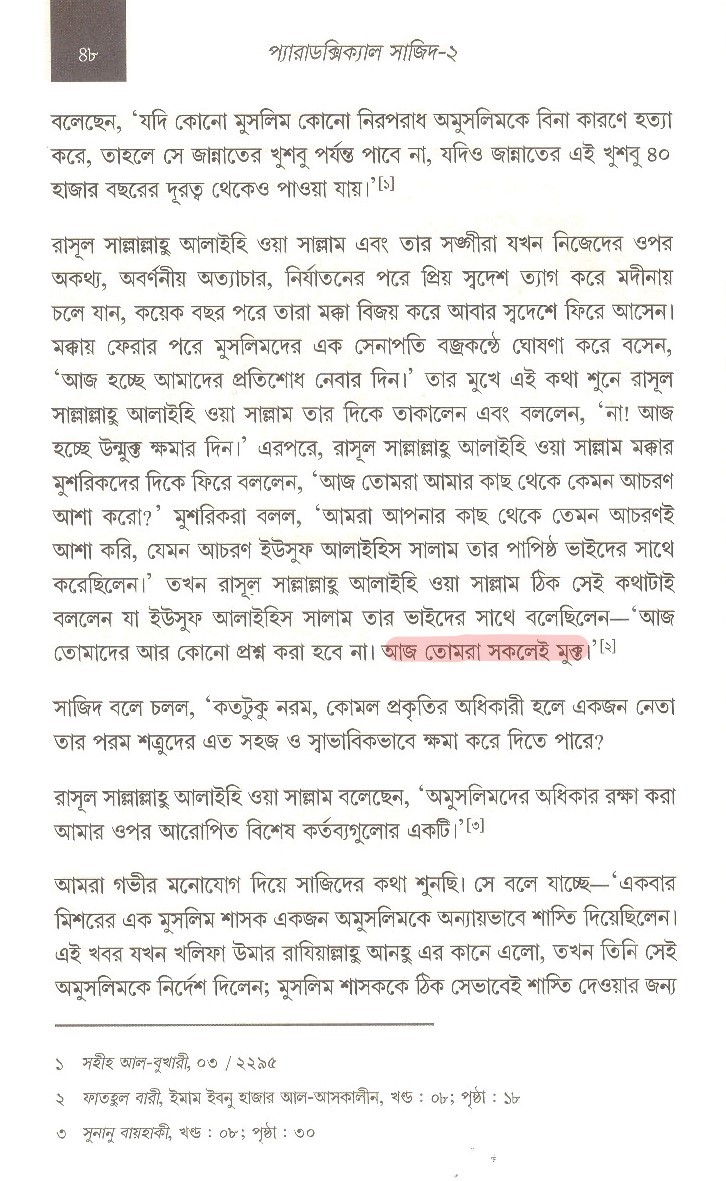 ৪৮
প্যারাডক্সিক্যাল সাজিদ-২
বলেছেন, ‘যদি কোনো মুসলিম কোনো নিরপরাধ অমুসলিমকে বিনা কারণে হত্যা
করে, তাহলে সে জান্নাতের খুশবু পর্যন্ত পাবে না, যদিও জান্নাতের এই খুশবু ৪০
হাজার বছরের দূরত্ব থেকেও পাওয়া যায়।’[১]
রাসূল সাল্লাল্লাহু আলাইহি ওয়া সাল্লাম এবং তার সঙ্গীরা যখন নিজেদের ওপর
অকথ্য, অবর্ণনীয় অত্যাচার, নির্যাতনের পরে প্রিয় স্বদেশ ত্যাগ করে মদীনায়
চলে যান, কয়েক বছর পরে তারা মক্কা বিজয় করে আবার স্বদেশে ফিরে আসেন।
মক্কায় ফেরার পরে মুসলিমদের এক সেনাপতি বজ্রকন্ঠে ঘোষণা করে বসেন,
‘আজ হচ্ছে আমাদের প্রতিশোধ নেবার দিন।’ তার মুখে এই কথা শুনে রাসূল
সাল্লাল্লাহু আলাইহি ওয়া সাল্লাম তার দিকে তাকালেন এবং বললেন, ‘না! আজ
হচ্ছে উন্মুক্ত ক্ষমার দিন।’ এরপরে, রাসূল সাল্লাল্লাহু আলাইহি ওয়া সাল্লাম মক্কার
মুশরিকদের দিকে ফিরে বললেন, ‘আজ তোমরা আমার কাছ থেকে কেমন আচরণ
আশা করো?’ মুশরিকরা বলল, ‘আমরা আপনার কাছ থেকে তেমন আচরণই
আশা করি, যেমন আচরণ ইউসুফ আলাইহিস সালাম তার পাপিষ্ঠ ভাইদের সাথে
করেছিলেন।’ তখন রাসূল সাল্লাল্লাহু আলাইহি ওয়া সাল্লাম ঠিক সেই কথাটাই
বললেন যা ইউসুফ আলাইহিস সালাম তার ভাইদের সাথে বলেছিলেন—‘আজ
তোমাদের আর কোনো প্রশ্ন করা হবে না। আজ তোমরা সকলেই মুক্ত।’[২]
সাজিদ বলে চলল, ‘কতটুকু নরম, কোমল প্রকৃতির অধিকারী হলে একজন নেতা
তার পরম শত্রুদের এত সহজ ও স্বাভাবিকভাবে ক্ষমা করে দিতে পারে?
রাসূল সাল্লাল্লাহু আলাইহি ওয়া সাল্লাম বলেছেন, ‘অমুসলিমদের অধিকার রক্ষা করা
আমার ওপর আরোপিত বিশেষ কর্তব্যগুলোর একটি।’[৩]
আমরা গভীর মনোযোগ দিয়ে সাজিদের কথা শুনছি। সে বলে যাচ্ছে—‘একবার
মিশরের এক মুসলিম শাসক একজন অমুসলিমকে অন্যায়ভাবে শাস্তি দিয়েছিলেন।
এই খবর যখন খলিফা উমার রাযিয়াল্লাহু আনহু এর কানে এলো, তখন তিনি সেই
অমুসলিমকে নির্দেশ দিলেন; মুসলিম শাসককে ঠিক সেভাবেই শাস্তি দেওয়ার জন্য
১ সহীহ আল-বুখারী, ০৩ / ২২৯৫
২ ফাতহুল বারী, ইমাম ইবনু হাজার আল-আসকালীন, খন্ড : ০৮; পৃষ্ঠা : ১৮
৩ সুনানু বায়হাকী, খন্ড : ০৮; পৃষ্ঠা : ৩০